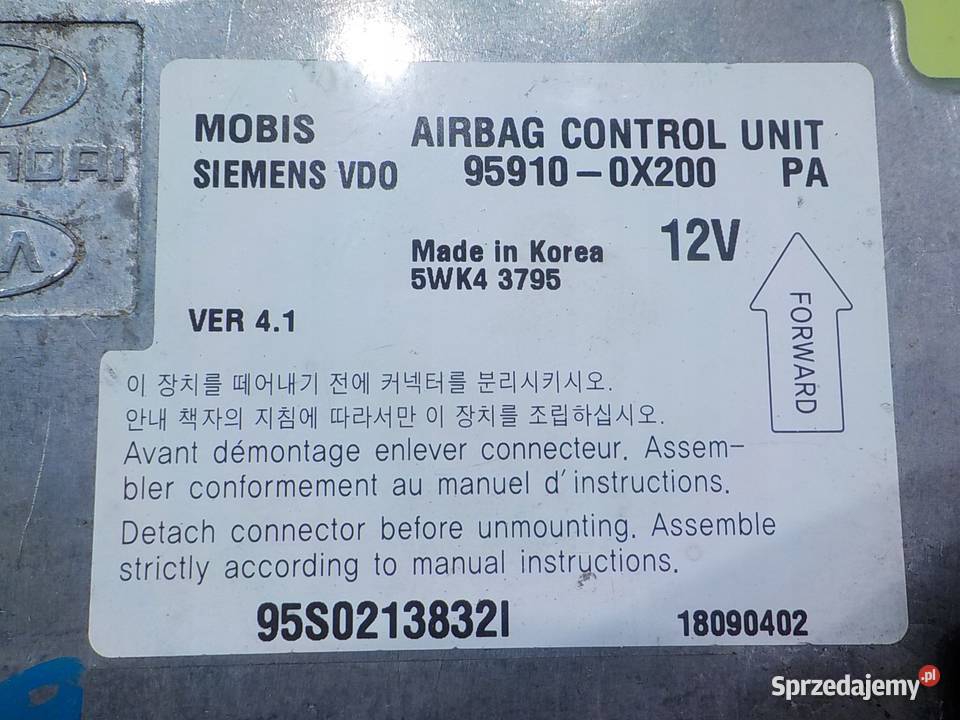 MOBIS AIRBAG CONTROL UNIT
SIEMENS VDO 95910-0X200 PA
Made in Korea 12V
5WK4 3795
VER 4.1
FORWARD
이 장치를 떼어내기 전에 커넥터를 분리시키시오.
안내 책자의 지침에 따라서만 이 장치를 조립하십시오.
Avant démontage enlever connecteur. Assem-
bler conformement au manuel d'instructions.
Detach connector before unmounting. Assemble
strictly according to manual instructions.
95S0213832I 18090402
Sprzedajemy.pl